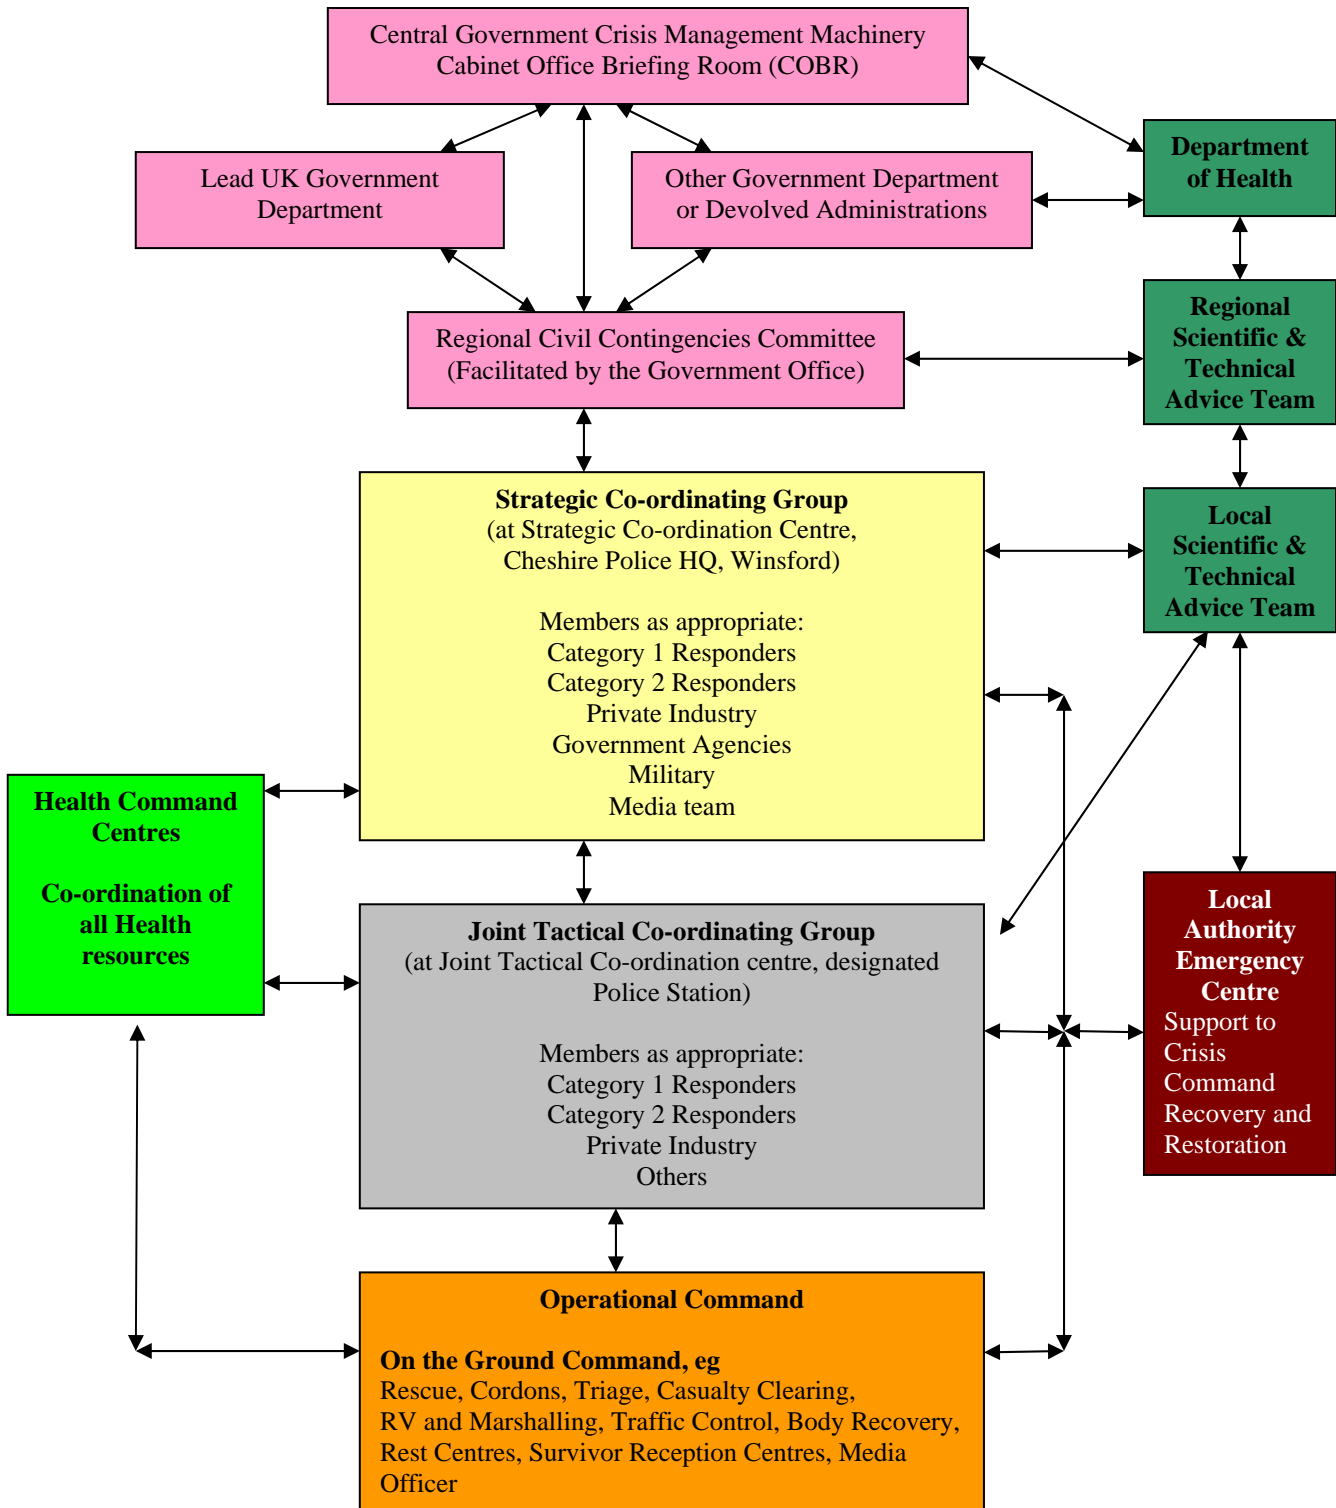 Central Government Crisis Management Machinery
Cabinet Office Briefing Room (COBR)
Lead UK Government
Department
Other Government Department
or Devolved Administrations
Department
of Health
Regional Civil Contingencies Committee
(Facilitated by the Government Office)
Regional
Scientific &
Technical
Advice Team
Strategic Co-ordinating Group
(at Strategic Co-ordination Centre,
Cheshire Police HQ, Winsford)
Members as appropriate:
Category 1 Responders
Category 2 Responders
Private Industry
Government Agencies
Military
Media team
Local
Scientific &
Technical
Advice Team
Health Command
Centres
Co-ordination of
all Health
resources
Joint Tactical Co-ordinating Group
(at Joint Tactical Co-ordination centre, designated
Police Station)
Members as appropriate:
Category 1 Responders
Category 2 Responders
Private Industry
Others
Local
Authority
Emergency
Centre
Support to
Crisis
Command
Recovery and
Restoration
Operational Command
On the Ground Command, eg
Rescue, Cordons, Triage, Casualty Clearing,
RV and Marshalling, Traffic Control, Body Recovery,
Rest Centres, Survivor Reception Centres, Media
Officer